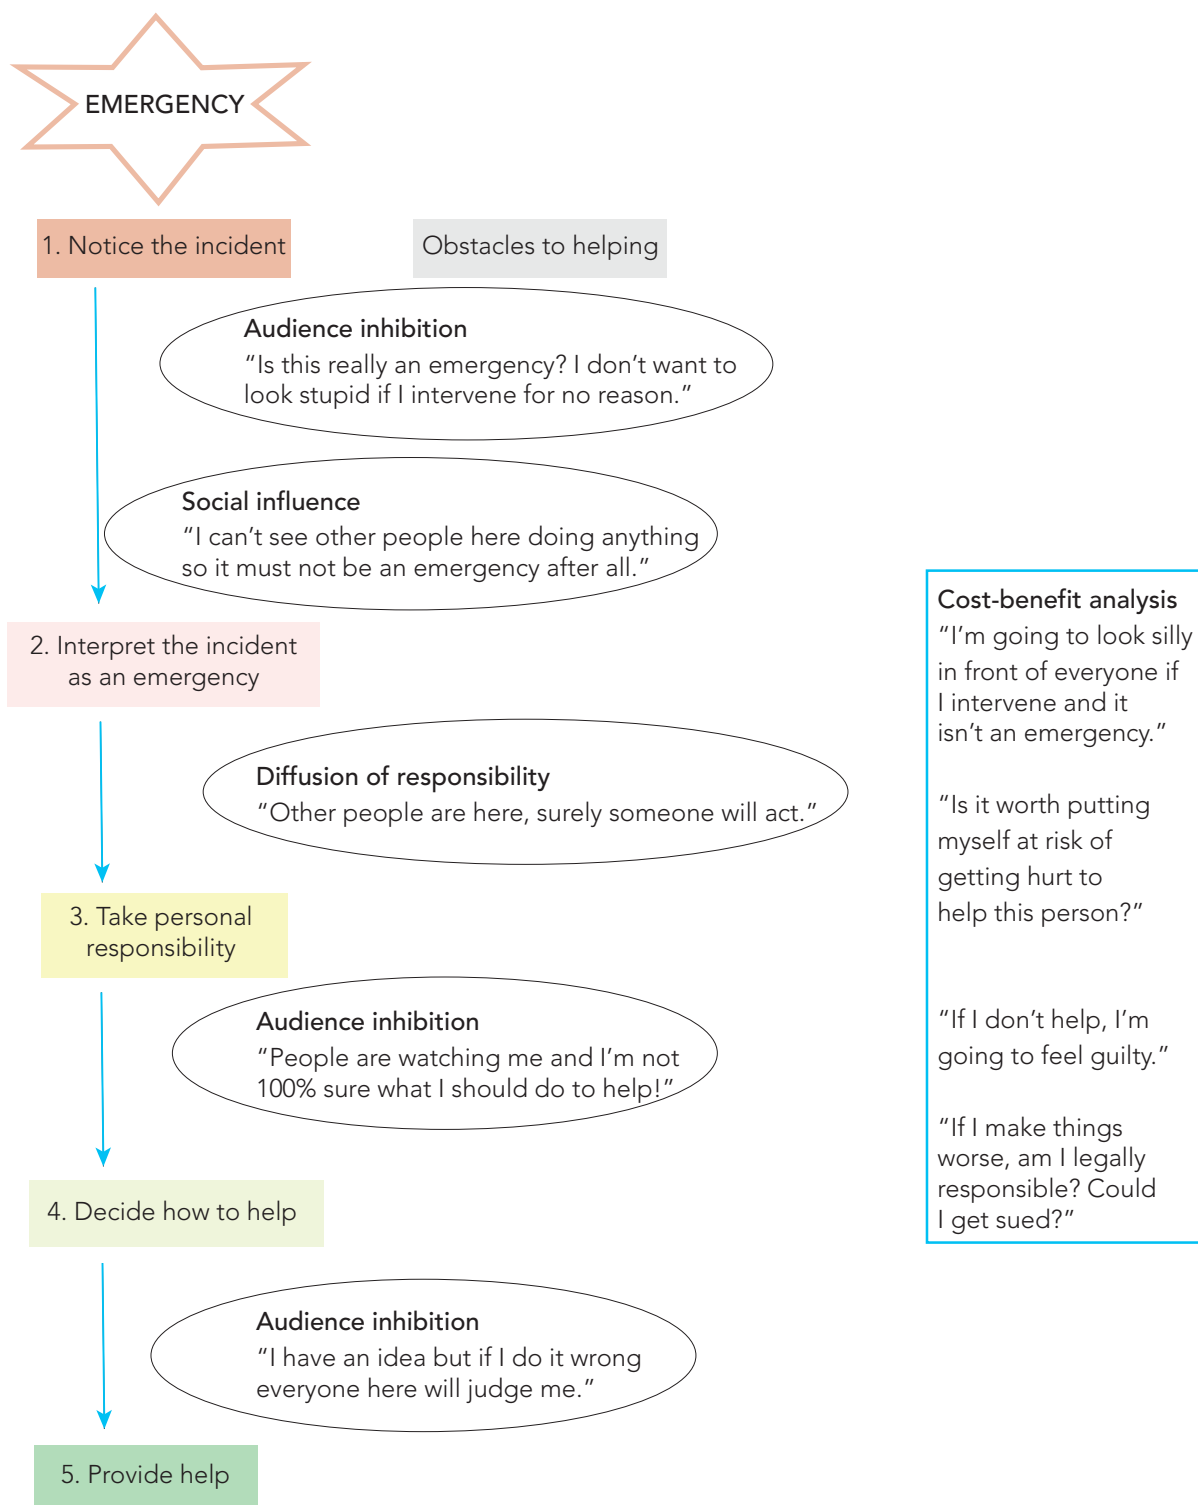 EMERGENCY
1. Notice the incident
Obstacles to helping
Audience inhibition
“Is this really an emergency? I don’t want to
look stupid if I intervene for no reason.”
Social influence
“I can’t see other people here doing anything
so it must not be an emergency after all.”
2. Interpret the incident
as an emergency
Diffusion of responsibility
“Other people are here, surely someone will act.”
3. Take personal
responsibility
Audience inhibition
“People are watching me and I’m not
100% sure what I should do to help!”
4. Decide how to help
Audience inhibition
“I have an idea but if I do it wrong
everyone here will judge me.”
5. Provide help
Cost-benefit analysis
“I’m going to look silly
in front of everyone if
I intervene and it
isn’t an emergency.”
“Is it worth putting
myself at risk of
getting hurt to
help this person?”
“If I don’t help, I’m
going to feel guilty.”
“If I make things
worse, am I legally
responsible? Could
I get sued?”